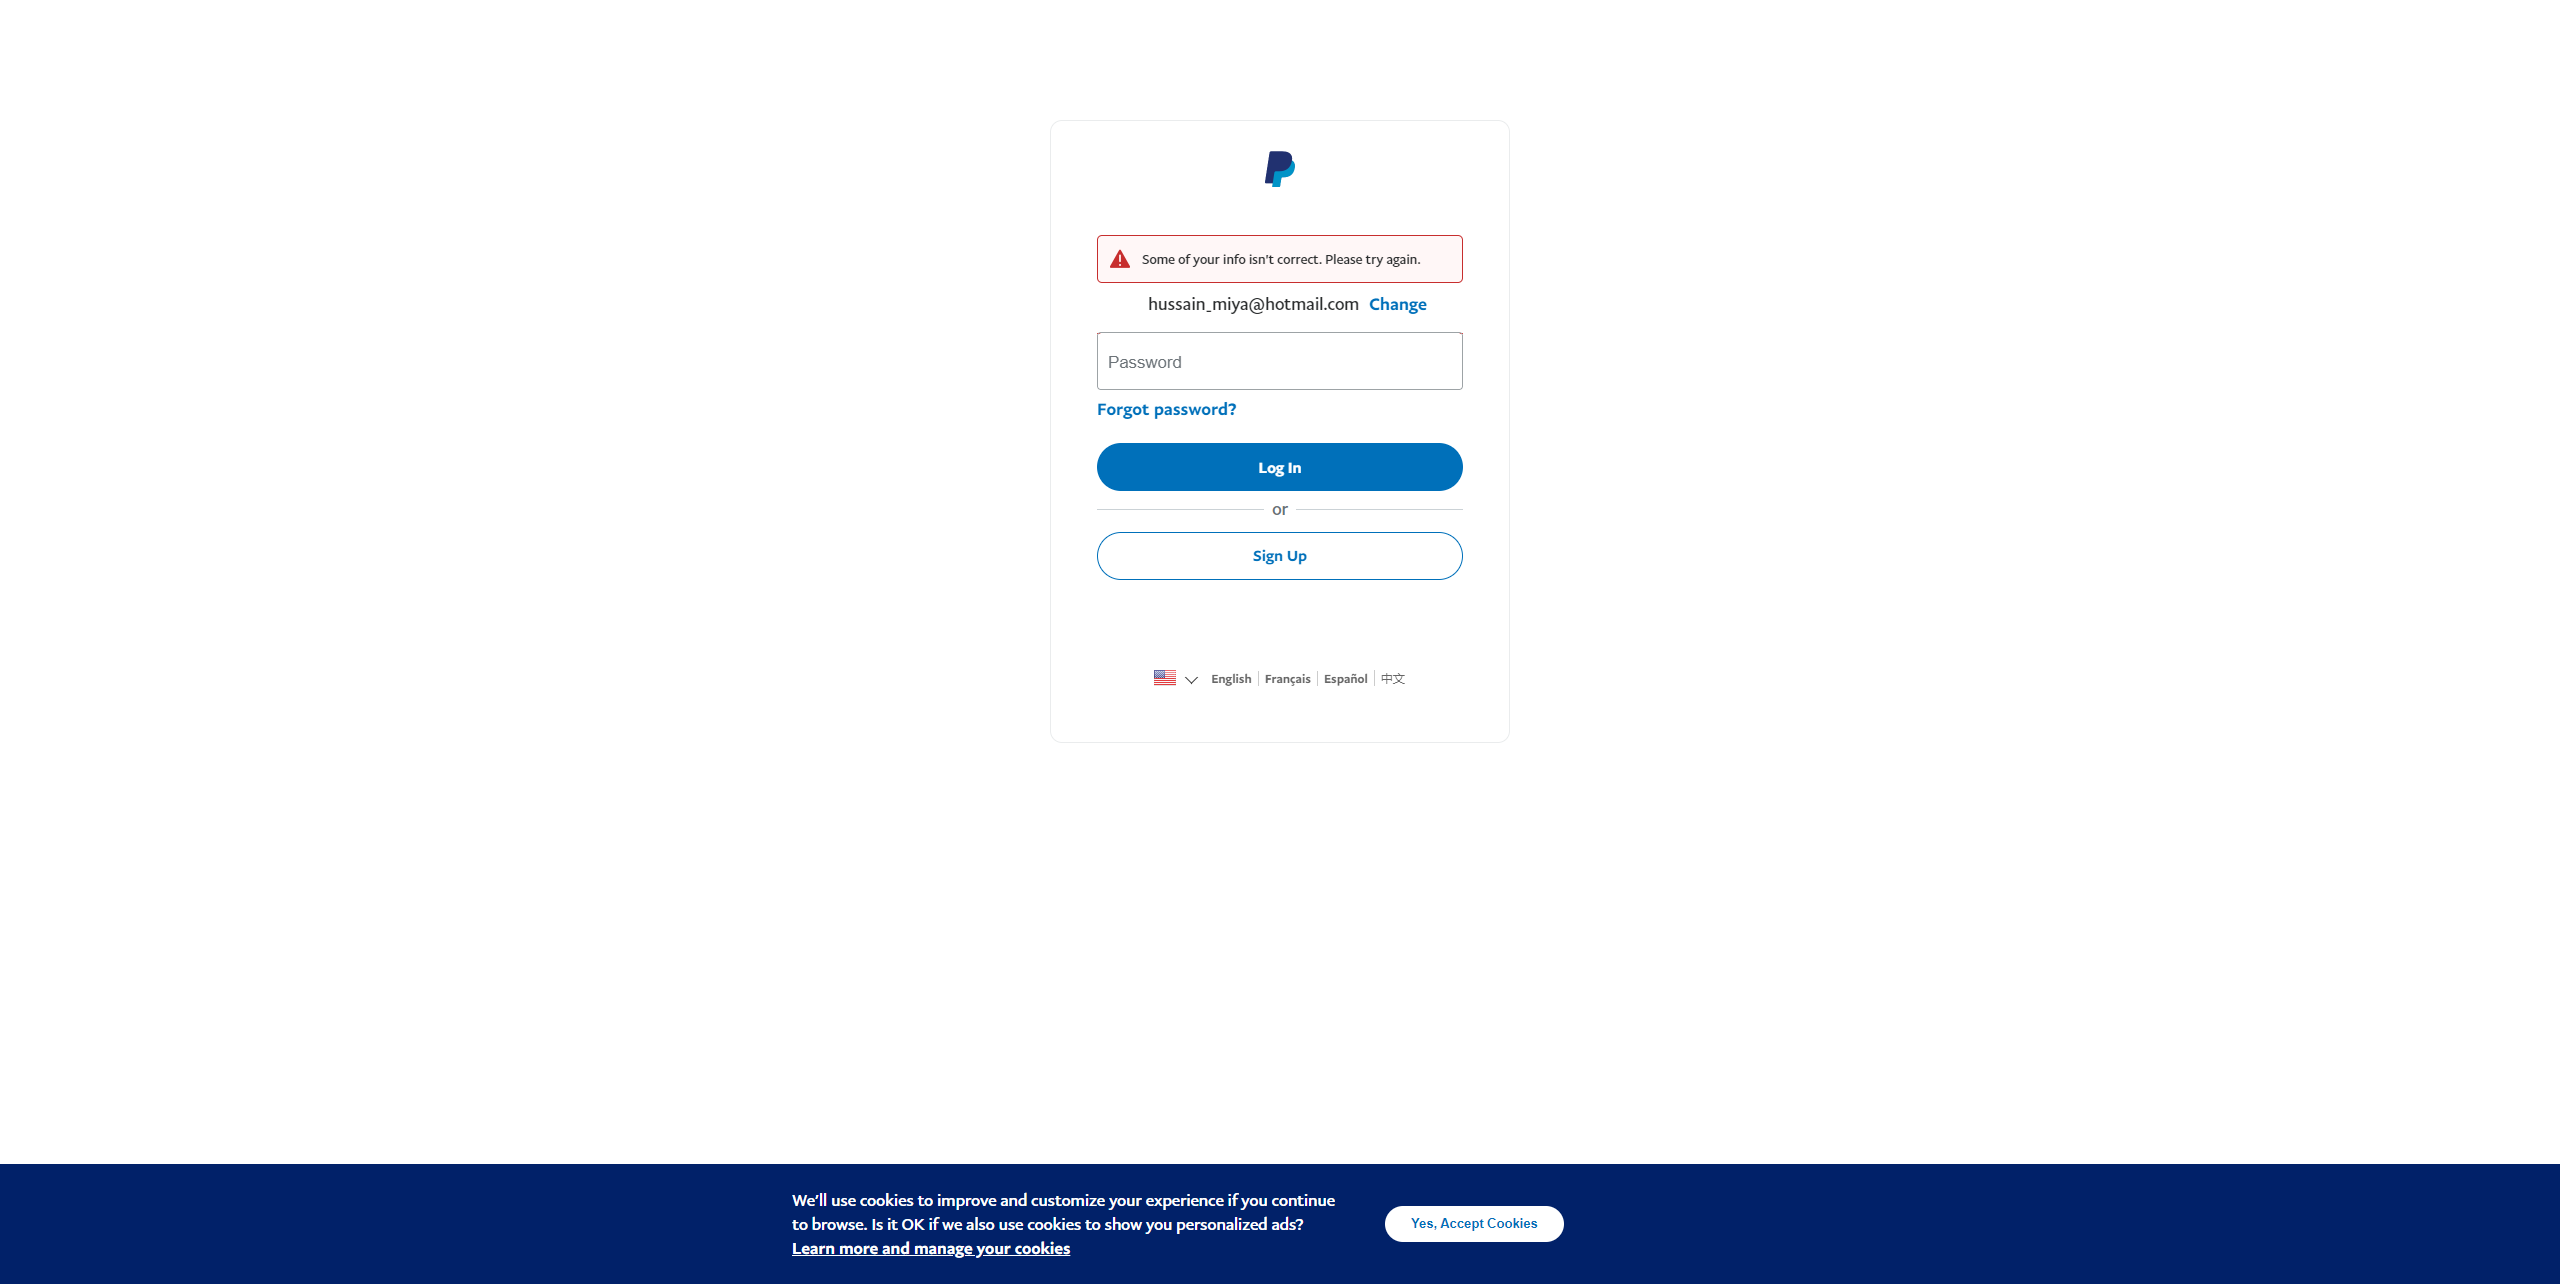 Some of your info isn't correct. Please try again.
hussain_miya@hotmail.com Change
Password
Forgot password?
Log In
or
Sign Up
English Français Español 中文
We'll use cookies to improve and customize your experience if you continue
to browse. Is it OK if we also use cookies to show you personalized ads?
Learn more and manage your cookies
Yes, Accept Cookies